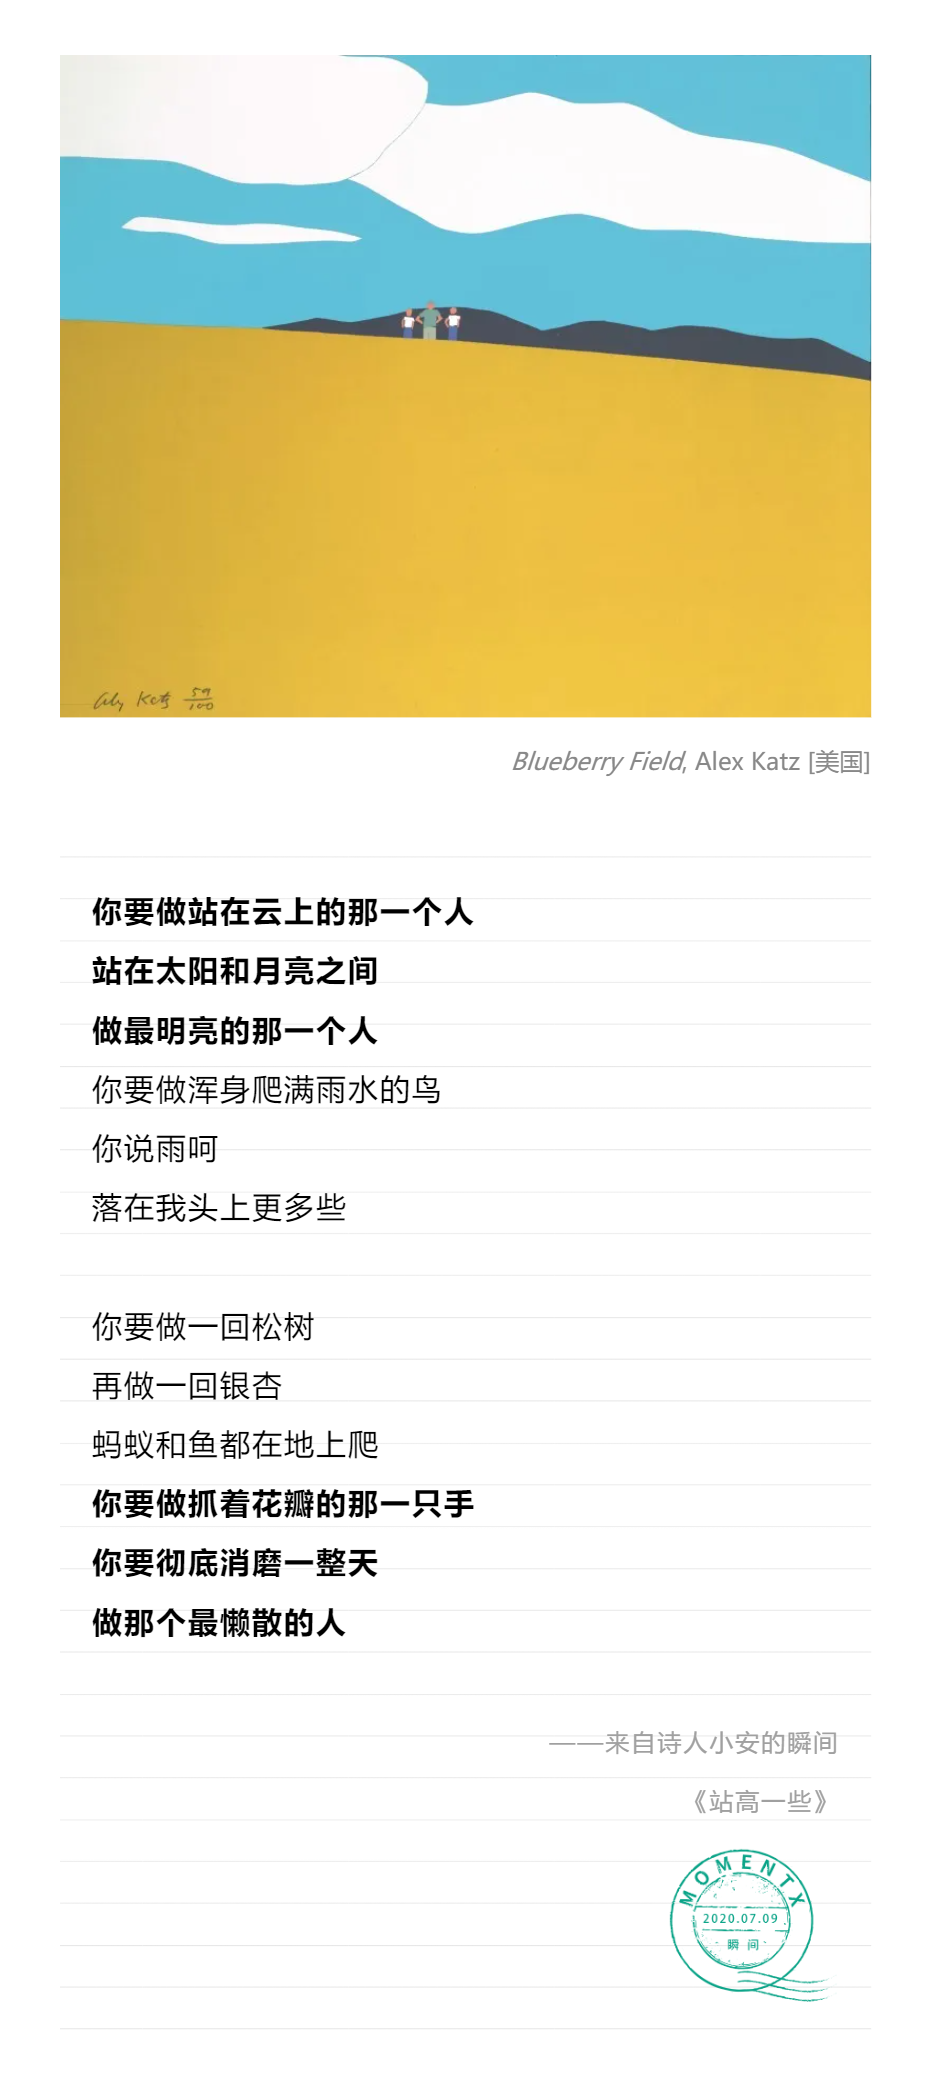 Alex Katz 59/100
Blueberry Field, Alex Katz [美国]
你要做站在云上的那一个人
站在太阳和月亮之间
做最明亮的那一个人
你要做浑身爬满雨水的鸟
你说雨呵
落在我头上更多些
你要做一回松树
再做一回银杏
蚂蚁和鱼都在地上爬
你要做抓着花瓣的那一只手
你要彻底消磨一整天
做那个最懒散的人
——来自诗人小安的瞬间
《站高一些》
MOMENTX
2020.07.09
瞬间